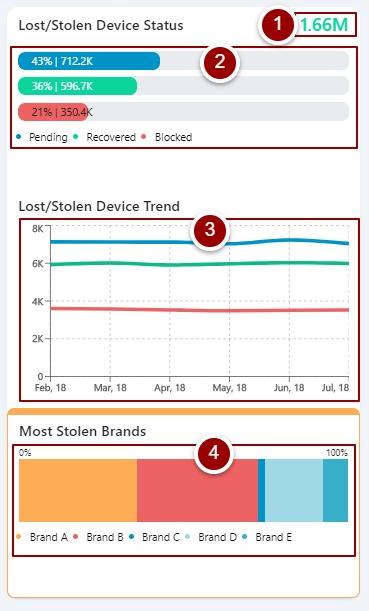 Lost/Stolen Device Status 1 1.66M
2
43% | 712.2K
36% | 596.7K
21% | 350.4K
Pending Recovered Blocked
Lost/Stolen Device Trend
3
8K
6K
4K
2K
0
Feb, 18 Mar, 18 Apr, 18 May, 18 Jun, 18 Jul, 18
Most Stolen Brands
4
0% 100%
Brand A Brand B Brand C Brand D Brand E